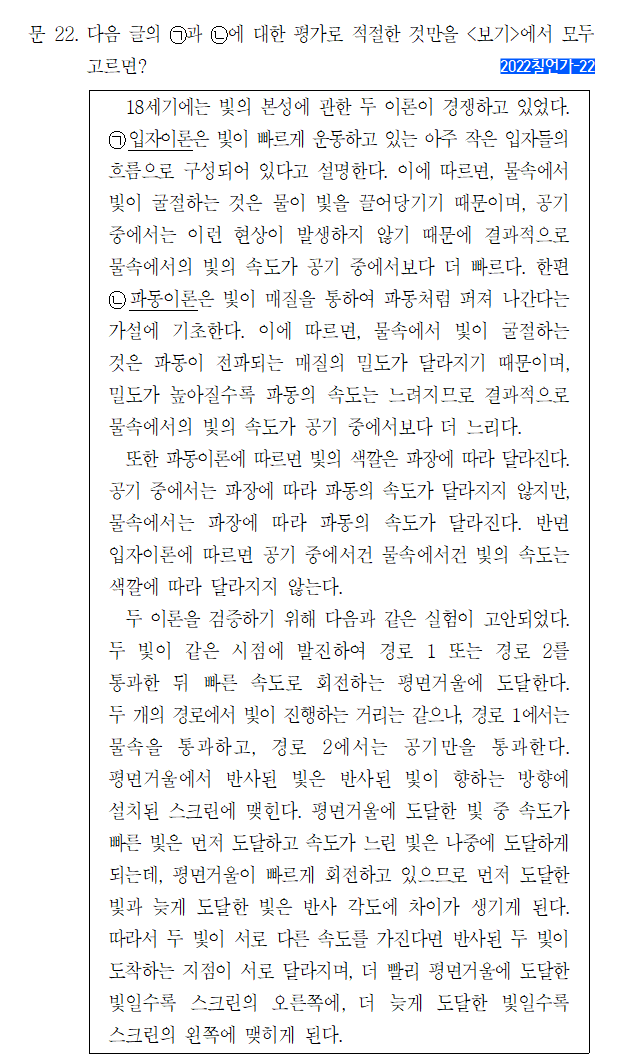 문 22. 다음 글의 ㉠과 ㉡에 대한 평가로 적절한 것만을 <보기>에서 모두
고르면?
2022칠언가-22
18세기에는 빛의 본성에 관한 두 이론이 경쟁하고 있었다.
㉠입자이론은 빛이 빠르게 운동하고 있는 아주 작은 입자들의
흐름으로 구성되어 있다고 설명한다. 이에 따르면, 물속에서
빛이 굴절하는 것은 물이 빛을 끌어당기기 때문이며, 공기
중에서는 이런 현상이 발생하지 않기 때문에 결과적으로
물속에서의 빛의 속도가 공기 중에서보다 더 빠르다. 한편
㉡파동이론은 빛이 매질을 통하여 파동처럼 퍼져 나간다는
가설에 기초한다. 이에 따르면, 물속에서 빛이 굴절하는
것은 파동이 전파되는 매질의 밀도가 달라지기 때문이며,
밀도가 높아질수록 파동의 속도는 느려지므로 결과적으로
물속에서의 빛의 속도가 공기 중에서보다 더 느리다.
또한 파동이론에 따르면 빛의 색깔은 파장에 따라 달라진다.
공기 중에서는 파장에 따라 파동의 속도가 달라지지 않지만,
물속에서는 파장에 따라 파동의 속도가 달라진다. 반면
입자이론에 따르면 공기 중에서건 물속에서건 빛의 속도는
색깔에 따라 달라지지 않는다.
두 이론을 검증하기 위해 다음과 같은 실험이 고안되었다.
두 빛이 같은 시점에 발진하여 경로 1 또는 경로 2를
통과한 뒤 빠른 속도로 회전하는 평면거울에 도달한다.
두 개의 경로에서 빛이 진행하는 거리는 같으나, 경로 1에서는
물속을 통과하고, 경로 2에서는 공기만을 통과한다.
평면거울에서 반사된 빛은 반사된 빛이 향하는 방향에
설치된 스크린에 맺힌다. 평면거울에 도달한 빛 중 속도가
빠른 빛은 먼저 도달하고 속도가 느린 빛은 나중에 도달하게
되는데, 평면거울이 빠르게 회전하고 있으므로 먼저 도달한
빛과 늦게 도달한 빛은 반사 각도에 차이가 생기게 된다.
따라서 두 빛이 서로 다른 속도를 가진다면 반사된 두 빛이
도착하는 지점이 서로 달라지며, 더 빨리 평면거울에 도달한
빛일수록 스크린의 오른쪽에, 더 늦게 도달한 빛일수록
스크린의 왼쪽에 맺히게 된다.